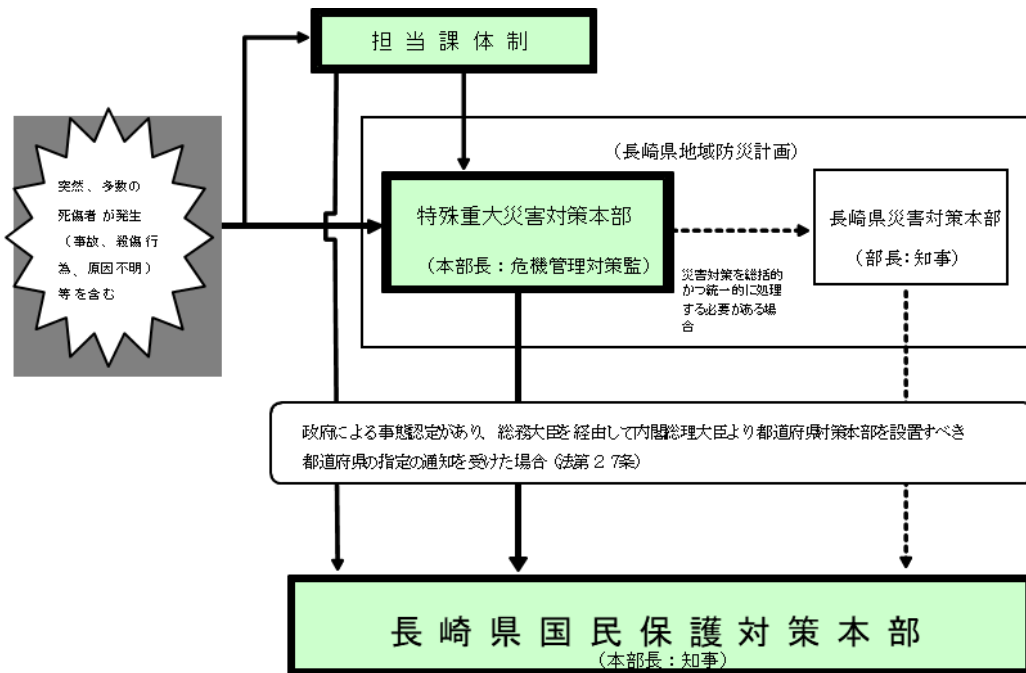 担当課体制
（長崎県地域防災計画）
突然、多数の
死傷者が発生
（事故、殺傷行
為、原因不明）
等を含む
特殊重大災害対策本部
（本部長：危機管理対策監）
災害対策を総括的
かつ統一的に処理
する必要がある場
合
長崎県災害対策本部
（部長：知事）
政府による事態認定があり、総務大臣を経由して内閣総理大臣より都道府県対策本部を設置すべき
都道府県の指定の通知を受けた場合（法第２７条）
長崎県国民保護対策本部
（本部長：知事）